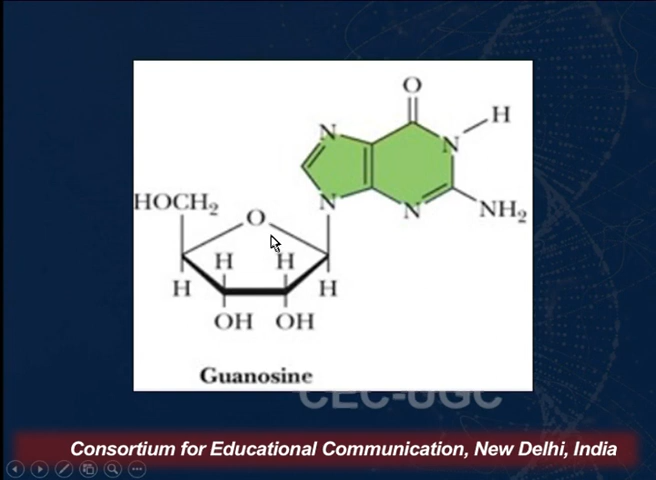 O
H
N
N
HOCH₂
O
N
N
NH₂
H
H
H
H
OH
OH
Guanosine
CEC-UGC
Consortium for Educational Communication, New Delhi, India